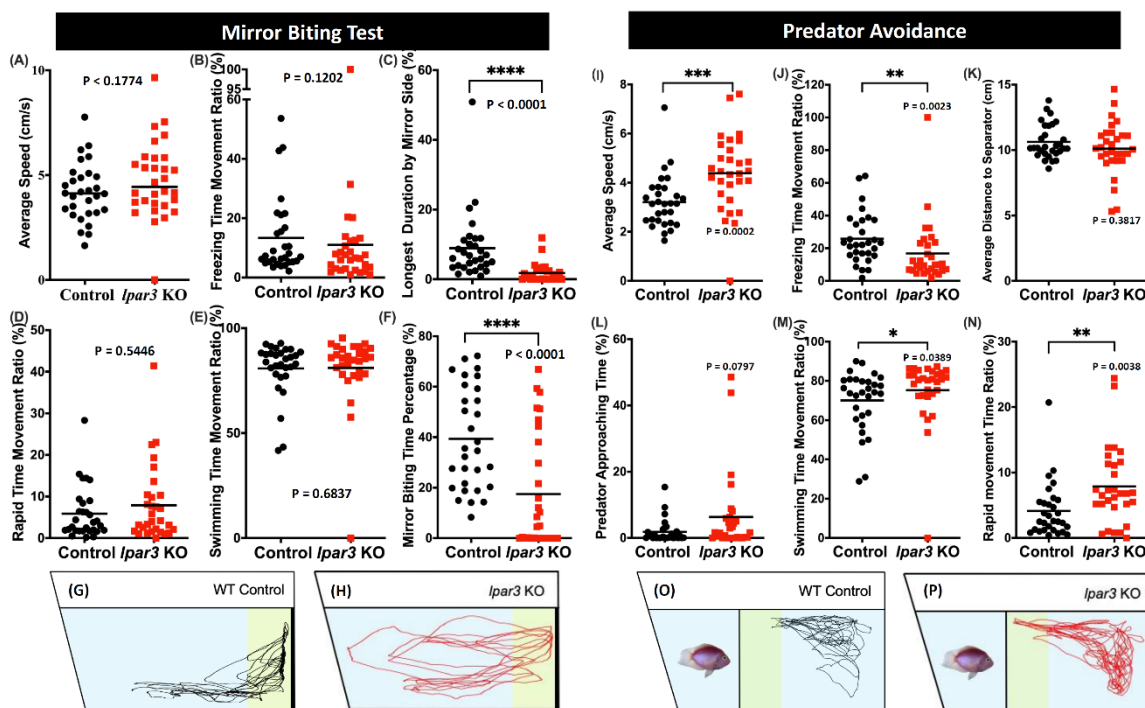 Mirror Biting Test
Predator Avoidance
(A)
Average Speed (cm/s)
10
5
0
P < 0.1774
Control lpar3 KO
(B)
Freezing Time Movement Ratio (%)
100
95
60
40
20
0
P = 0.1202
Control lpar3 KO
(C)
Longest Duration by Mirror Side (%)
60
40
20
0
****
P < 0.0001
Control lpar3 KO
(I)
Average Speed (cm/s)
8
6
4
2
0
***
P = 0.0002
Control lpar3 KO
(J)
Freezing Time Movement Ratio (%)
120
100
80
60
40
20
0
**
P = 0.0023
Control lpar3 KO
(K)
Average Distance to Separator (cm)
15
10
5
0
P = 0.3817
Control lpar3 KO
(D)
Rapid Time Movement Ratio (%)
50
40
30
20
10
0
P = 0.5446
Control lpar3 KO
(E)
Swimming Time Movement Ratio (%)
100
50
0
P = 0.6837
Control lpar3 KO
(F)
Mirror Biting Time Percentage (%)
100
80
60
40
20
0
****
P < 0.0001
Control lpar3 KO
(L)
Predator Approaching Time (%)
60
40
20
0
P = 0.0797
Control lpar3 KO
(M)
Swimming Time Movement Ratio (%)
100
80
60
40
20
0
*
P = 0.0389
Control lpar3 KO
(N)
Rapid movement Time Ratio (%)
30
20
10
0
**
P = 0.0038
Control lpar3 KO
(G)
WT Control
(H)
lpar3 KO
(O)
WT Control
(P)
lpar3 KO